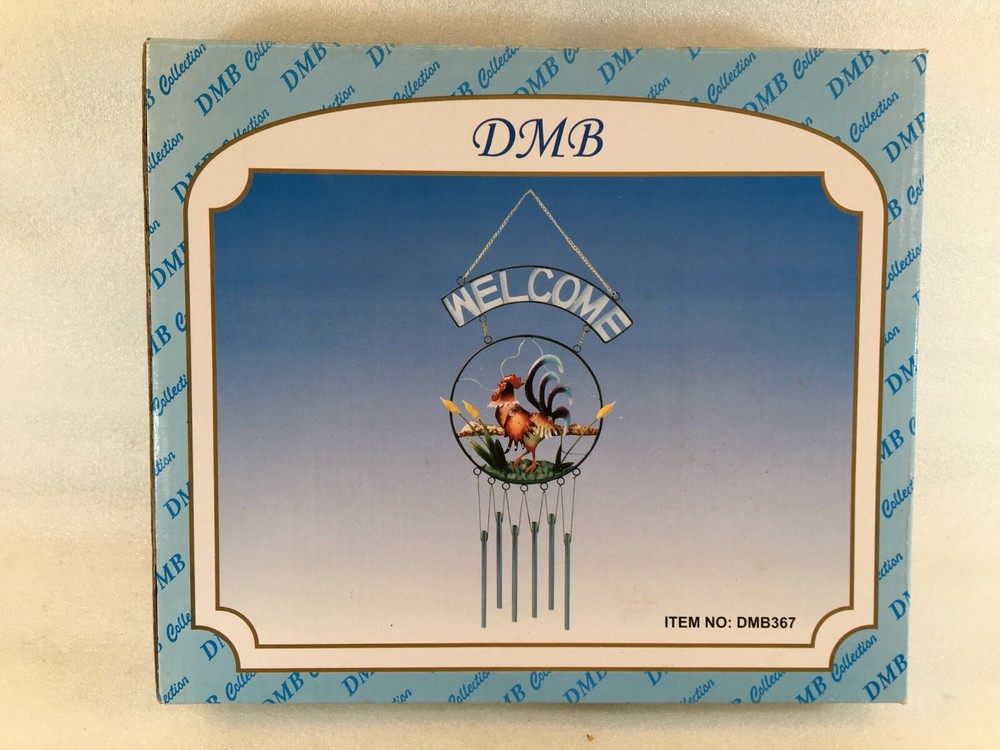 DMB
WELCOME
ITEM NO: DMB367
DMB Collection